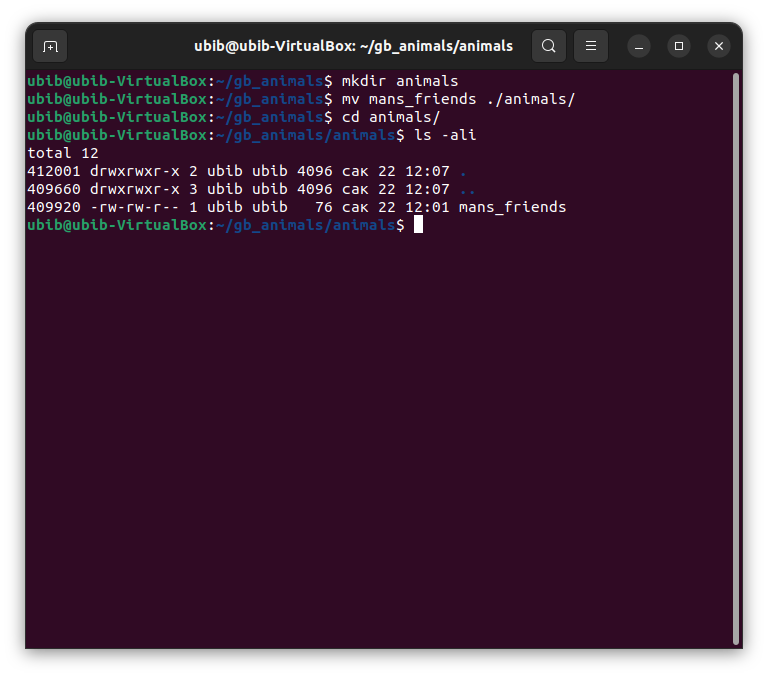 ubib@ubib-VirtualBox: ~/gb_animals/animals
ubib@ubib-VirtualBox:~/gb_animals$ mkdir animals
ubib@ubib-VirtualBox:~/gb_animals$ mv mans_friends ./animals/
ubib@ubib-VirtualBox:~/gb_animals$ cd animals/
ubib@ubib-VirtualBox:~/gb_animals/animals$ ls -ali
total 12
412001 drwxrwxr-x 2 ubib ubib 4096 сак 22 12:07 .
409660 drwxrwxr-x 3 ubib ubib 4096 сак 22 12:07 ..
409920 -rw-rw-r-- 1 ubib ubib   76 сак 22 12:01 mans_friends
ubib@ubib-VirtualBox:~/gb_animals/animals$